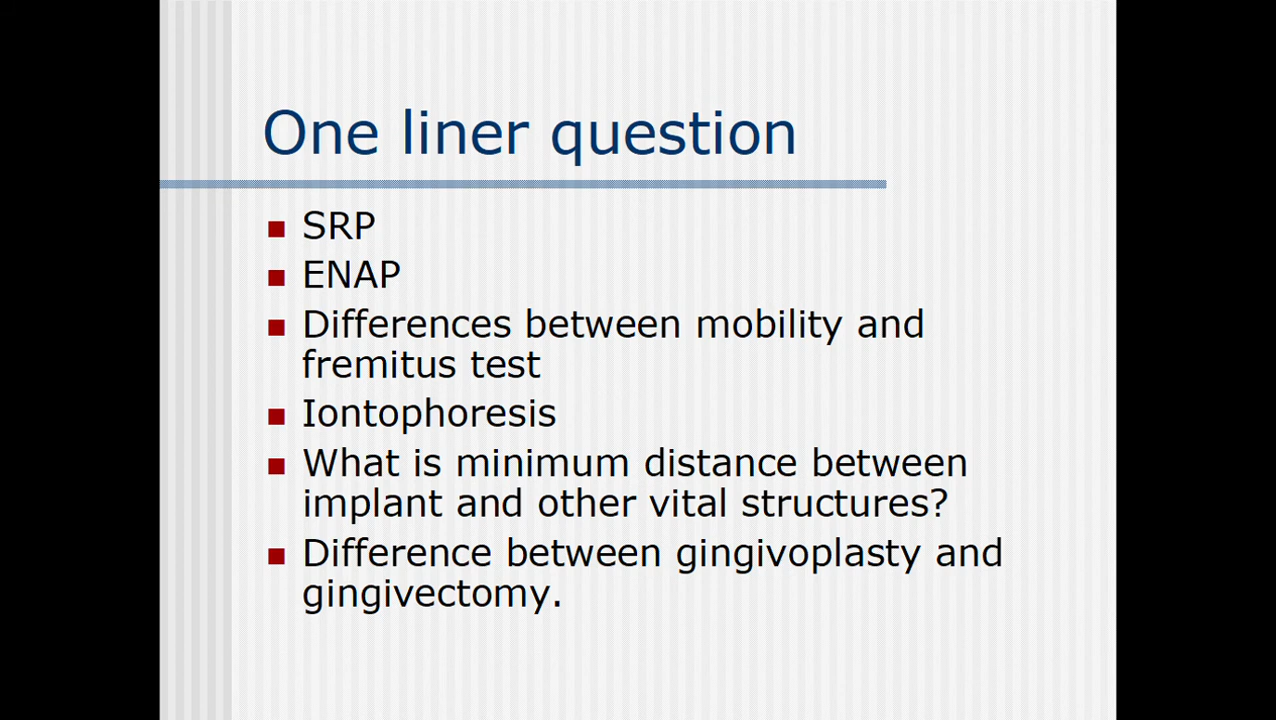 One liner question
SRP
ENAP
Differences between mobility and
fremitus test
Iontophoresis
What is minimum distance between
implant and other vital structures?
Difference between gingivoplasty and
gingivectomy.